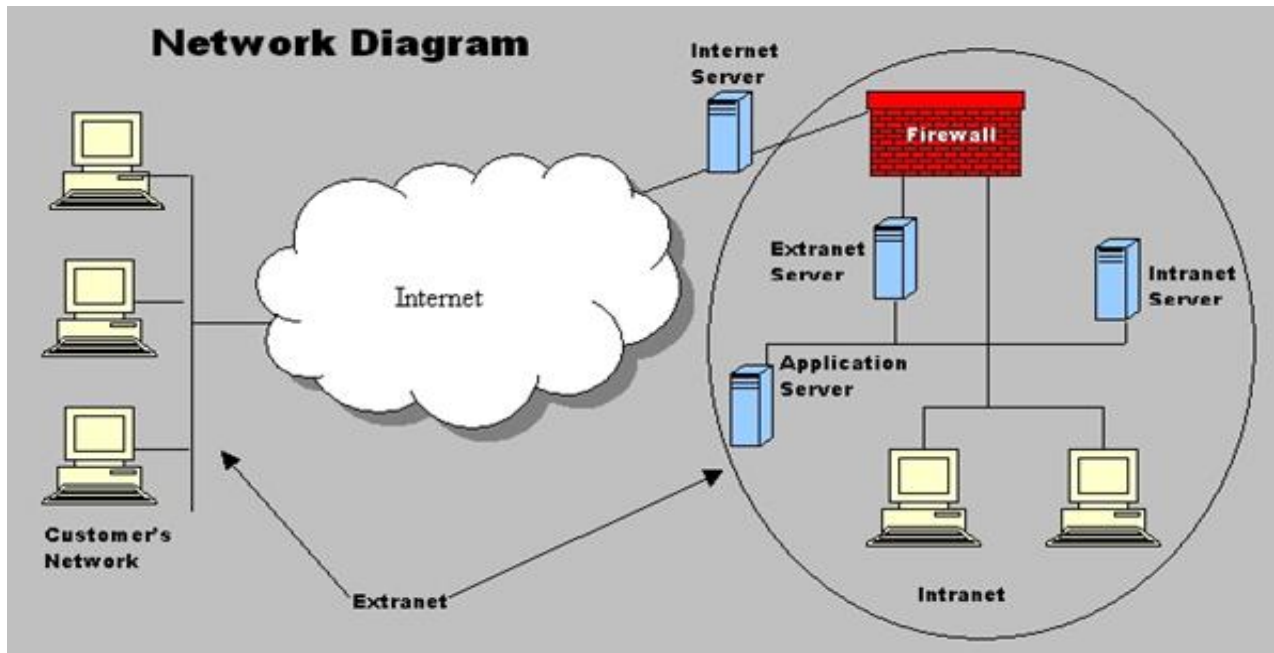 Network Diagram
Internet
Server
Firewall
Extranet
Server
Intranet
Server
Internet
Application
Server
Customer's
Network
Extranet
Intranet